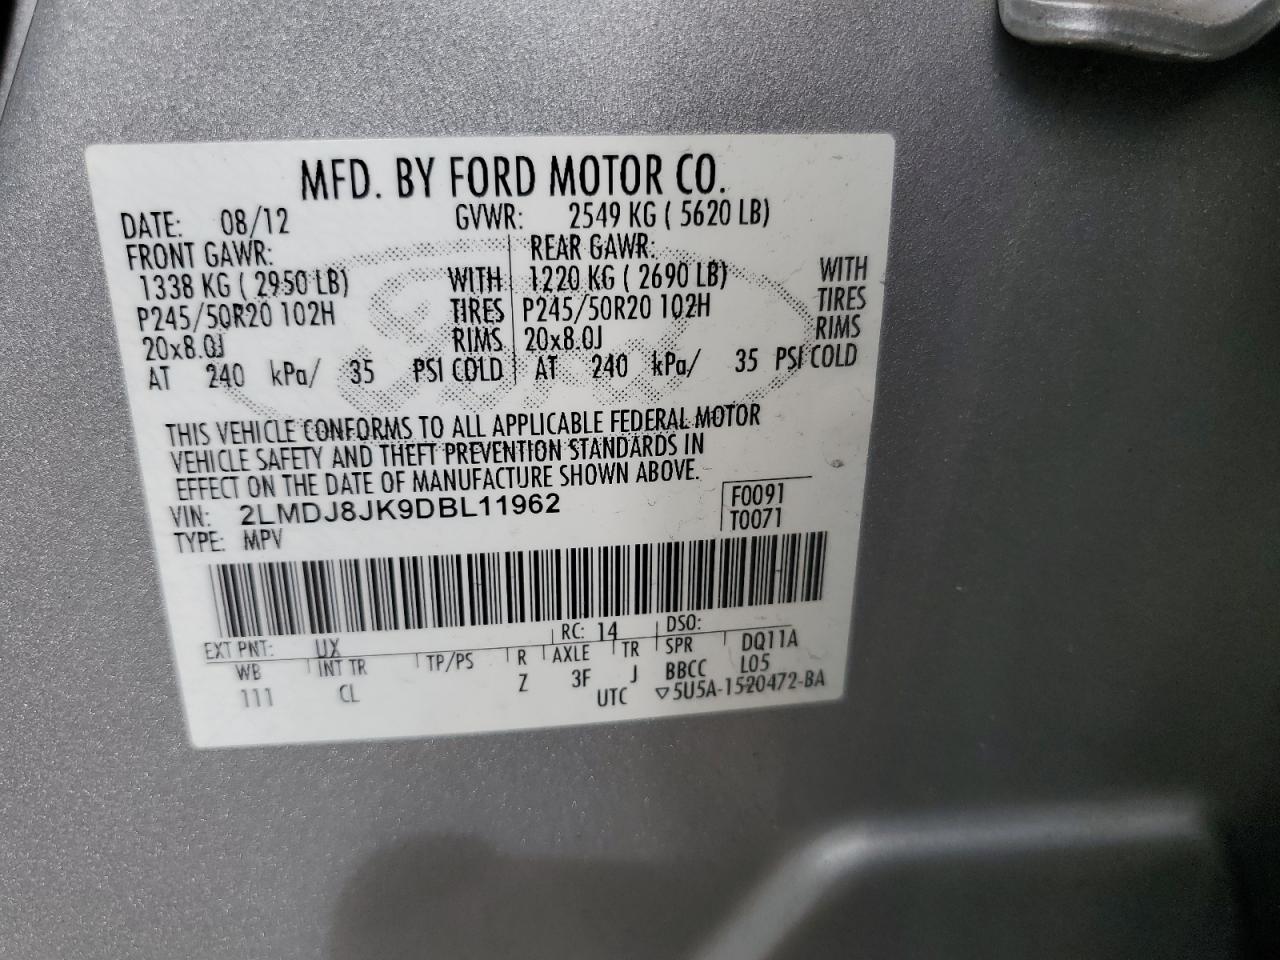 MFD. BY FORD MOTOR CO.
DATE: 08/12 GVWR: 2549 KG ( 5620 LB)
FRONT GAWR: REAR GAWR:
1338 KG ( 2950 LB) WITH 1220 KG ( 2690 LB) WITH
P245/50R20 102H TIRES P245/50R20 102H TIRES
20x8.0J RIMS 20x8.0J RIMS
AT 240 kPa/ 35 PSI COLD AT 240 kPa/ 35 PSI COLD
THIS VEHICLE CONFORMS TO ALL APPLICABLE FEDERAL MOTOR
VEHICLE SAFETY AND THEFT PREVENTION STANDARDS IN
EFFECT ON THE DATE OF MANUFACTURE SHOWN ABOVE.
VIN: 2LMDJ8JK9DBL11962 F0091
TYPE: MPV T0071
EXT PNT: UX RC: 14 DSO:
WB INT TR TP/PS R AXLE TR SPR DQ11A
111 CL Z 3F J BBCC L05
UTC ▽5U5A-1520472-BA